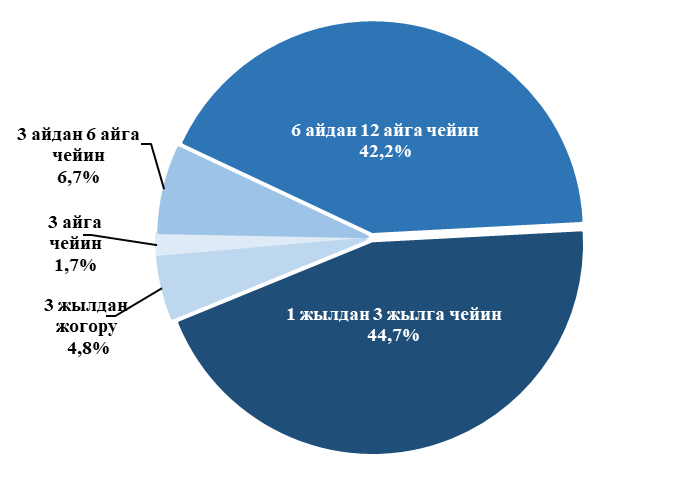 6 айдан 12 айга чейин
42,2%
3 айдан 6 айга
чейин
6,7%
3 айга
чейин
1,7%
3 жылдан
жогору
4,8%
1 жылдан 3 жылга чейин
44,7%